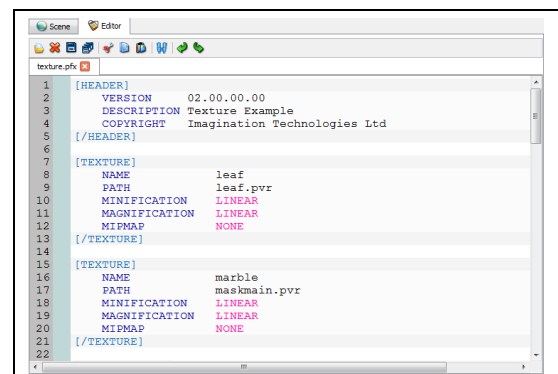 Scene Editor
texture.pfx
1 [HEADER]
2 VERSION 02.00.00.00
3 DESCRIPTION Texture Example
4 COPYRIGHT Imagination Technologies Ltd
5 [/HEADER]
6
7 [TEXTURE]
8 NAME leaf
9 PATH leaf.pvr
10 MINIFICATION LINEAR
11 MAGNIFICATION LINEAR
12 MIPMAP NONE
13 [/TEXTURE]
14
15 [TEXTURE]
16 NAME marble
17 PATH maskmain.pvr
18 MINIFICATION LINEAR
19 MAGNIFICATION LINEAR
20 MIPMAP NONE
21 [/TEXTURE]
22